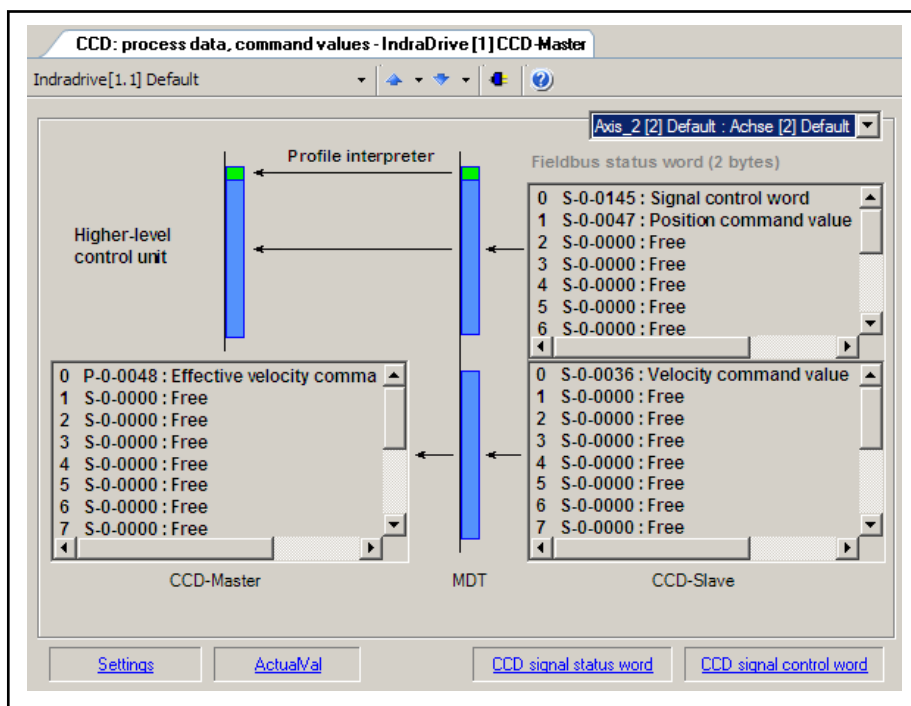 CCD: process data, command values - IndraDrive [1] CCD-Master
Indradrive[1.1] Default
Axis_2 [2] Default : Achse [2] Default
Profile interpreter
Fieldbus status word (2 bytes)
Higher-level
control unit
0 S-0-0145 : Signal control word
1 S-0-0047 : Position command value
2 S-0-0000 : Free
3 S-0-0000 : Free
4 S-0-0000 : Free
5 S-0-0000 : Free
6 S-0-0000 : Free
0 P-0-0048 : Effective velocity comma
1 S-0-0000 : Free
2 S-0-0000 : Free
3 S-0-0000 : Free
4 S-0-0000 : Free
5 S-0-0000 : Free
6 S-0-0000 : Free
7 S-0-0000 : Free
0 S-0-0036 : Velocity command value
1 S-0-0000 : Free
2 S-0-0000 : Free
3 S-0-0000 : Free
4 S-0-0000 : Free
5 S-0-0000 : Free
6 S-0-0000 : Free
7 S-0-0000 : Free
CCD-Master
MDT
CCD-Slave
Settings
ActualVal
CCD signal status word
CCD signal control word